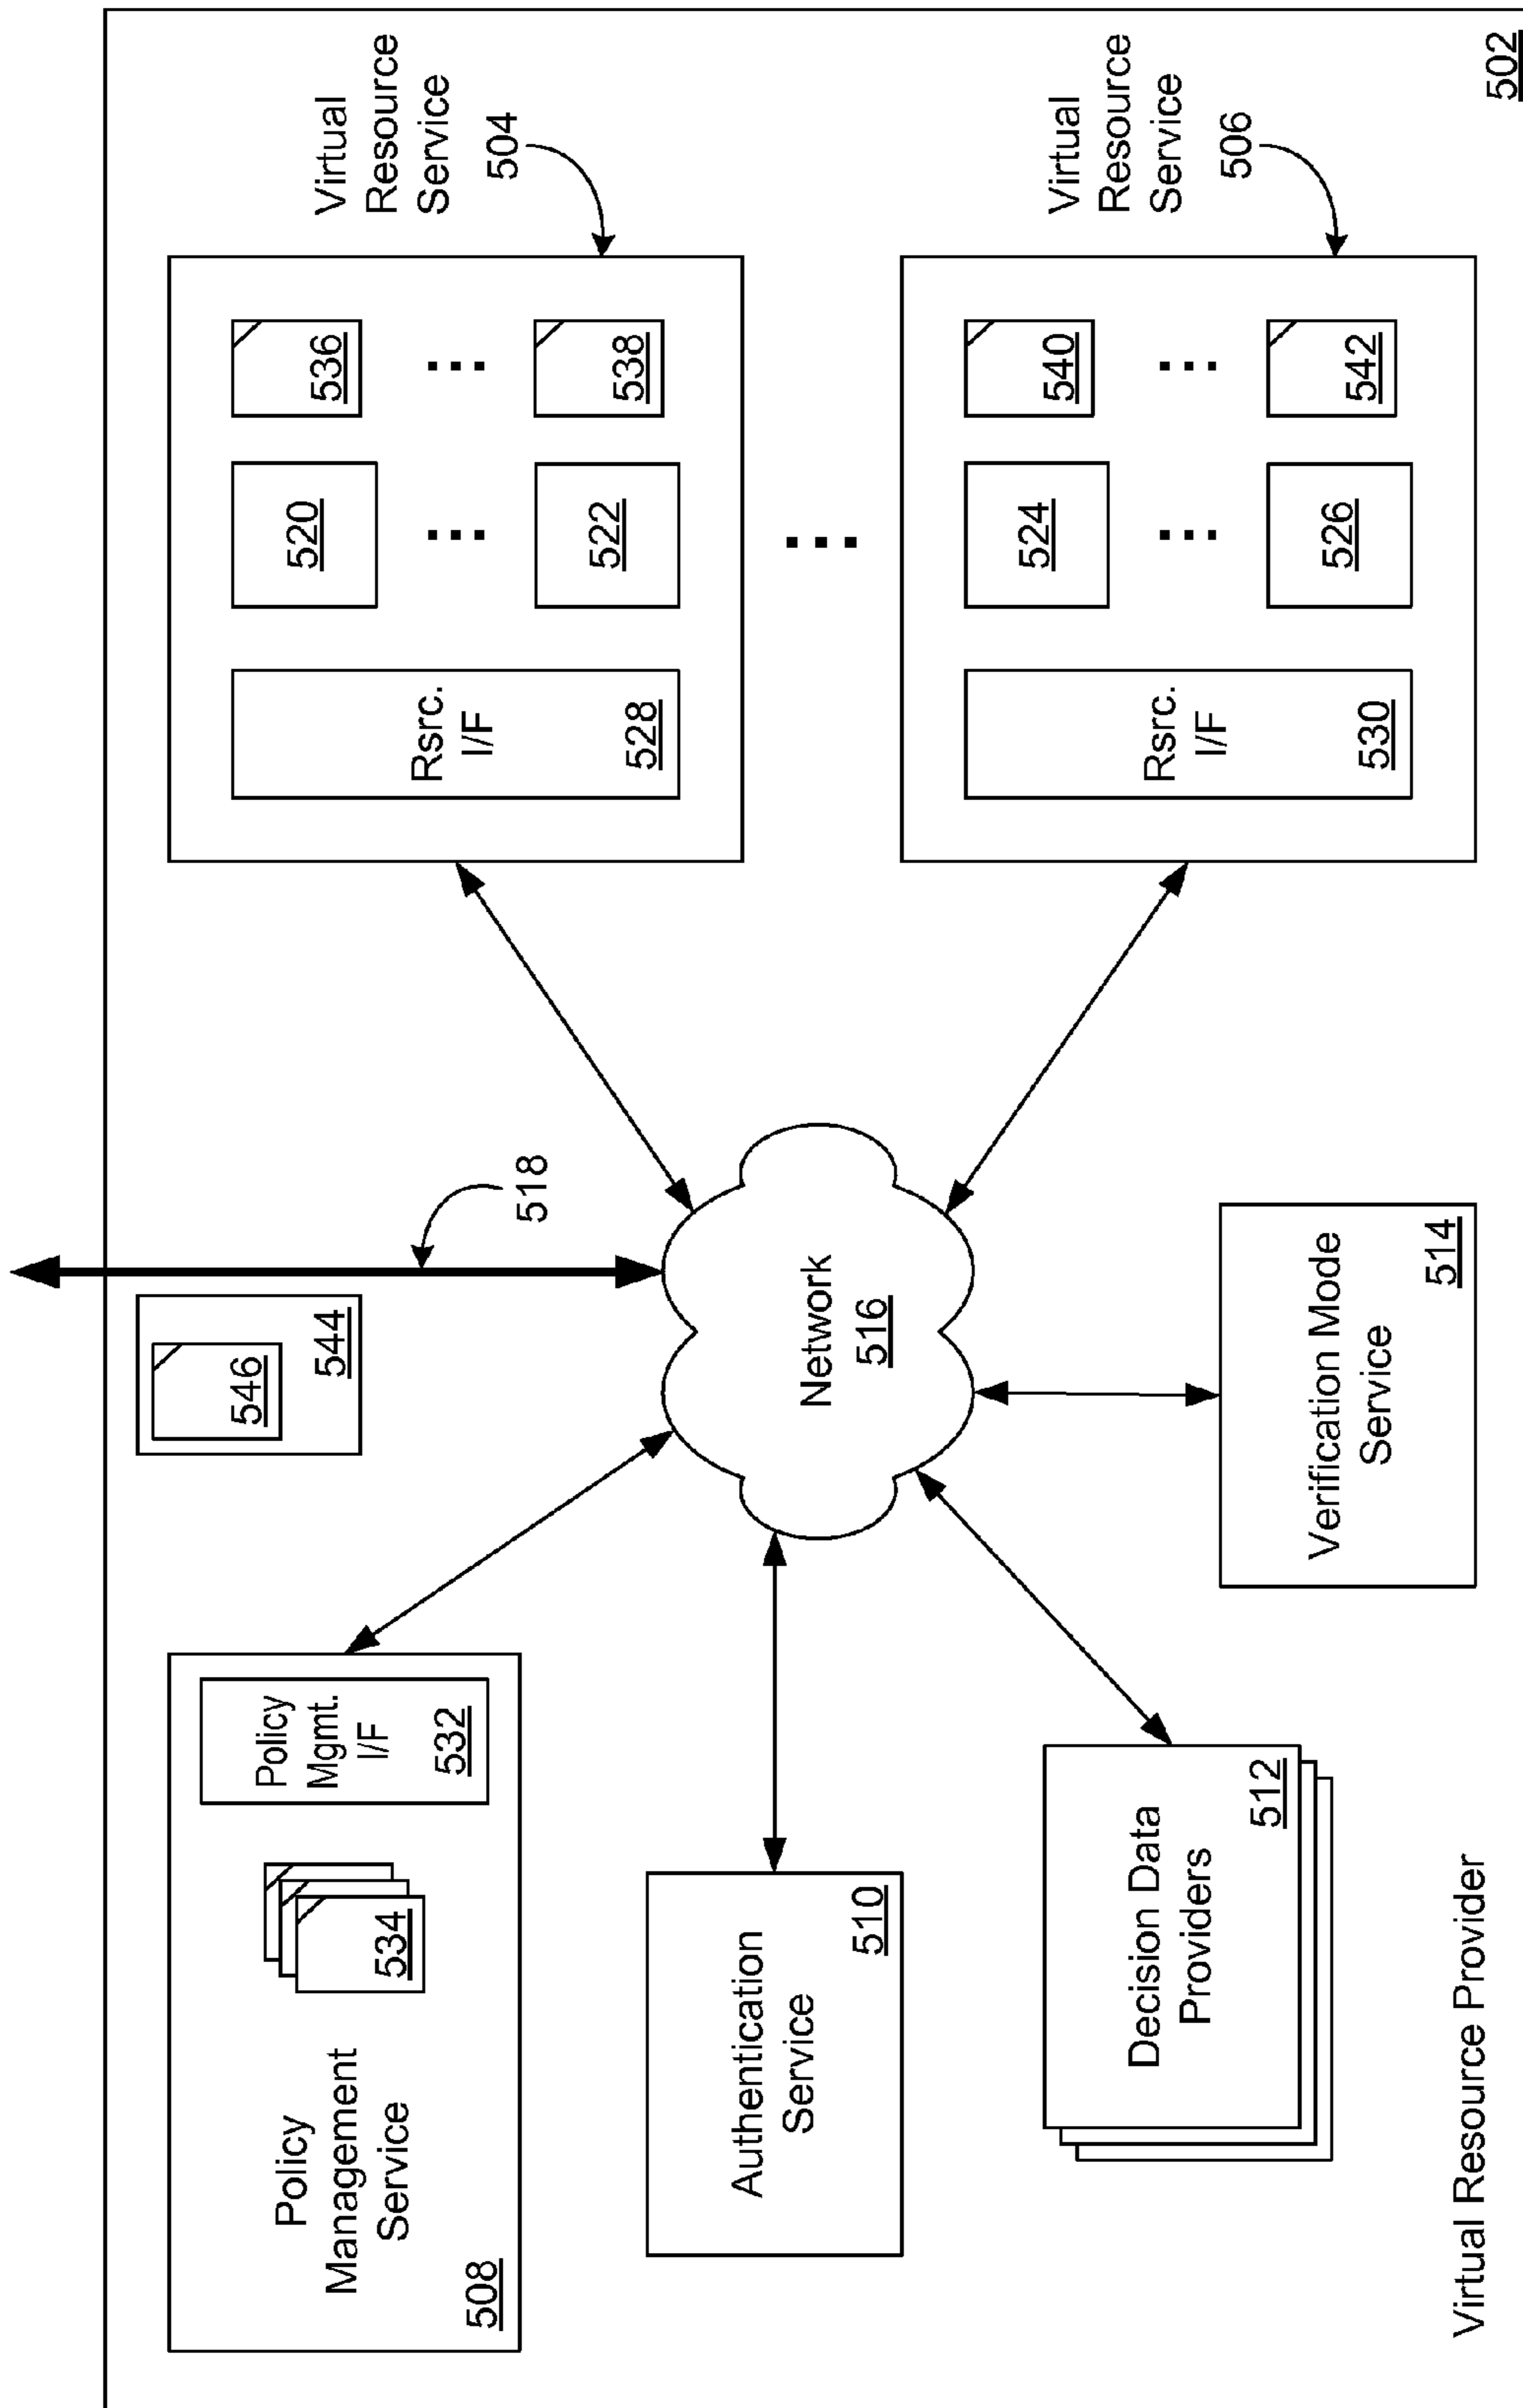 Policy
Management
Service
508
534
Policy
Mgmt.
I/F
532
546
544
518
Rsrc.
I/F
528
520
522
536
538
Virtual
Resource
Service
504
Authentication
Service
510
Network
516
Decision Data
Providers
512
Verification Mode
Service
514
Rsrc.
I/F
530
524
526
540
542
Virtual
Resource
Service
506
Virtual Resource Provider
502